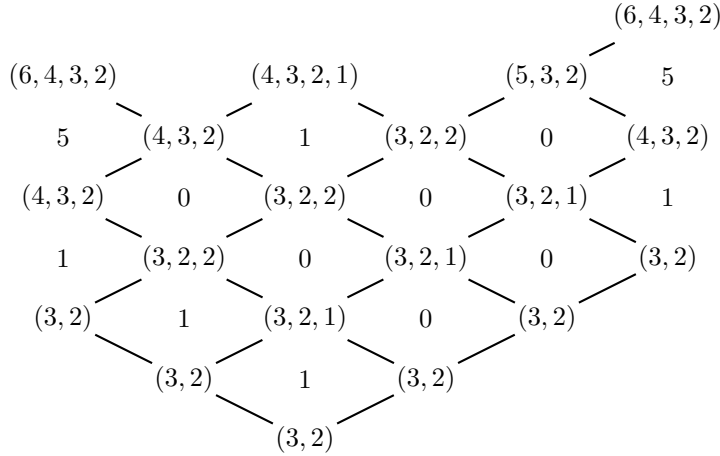 (6, 4, 3, 2)
(6, 4, 3, 2) (4, 3, 2, 1) (5, 3, 2) 5
5 (4, 3, 2) 1 (3, 2, 2) 0 (4, 3, 2)
(4, 3, 2) 0 (3, 2, 2) 0 (3, 2, 1) 1
1 (3, 2, 2) 0 (3, 2, 1) 0 (3, 2)
(3, 2) 1 (3, 2, 1) 0 (3, 2)
(3, 2) 1 (3, 2)
(3, 2)